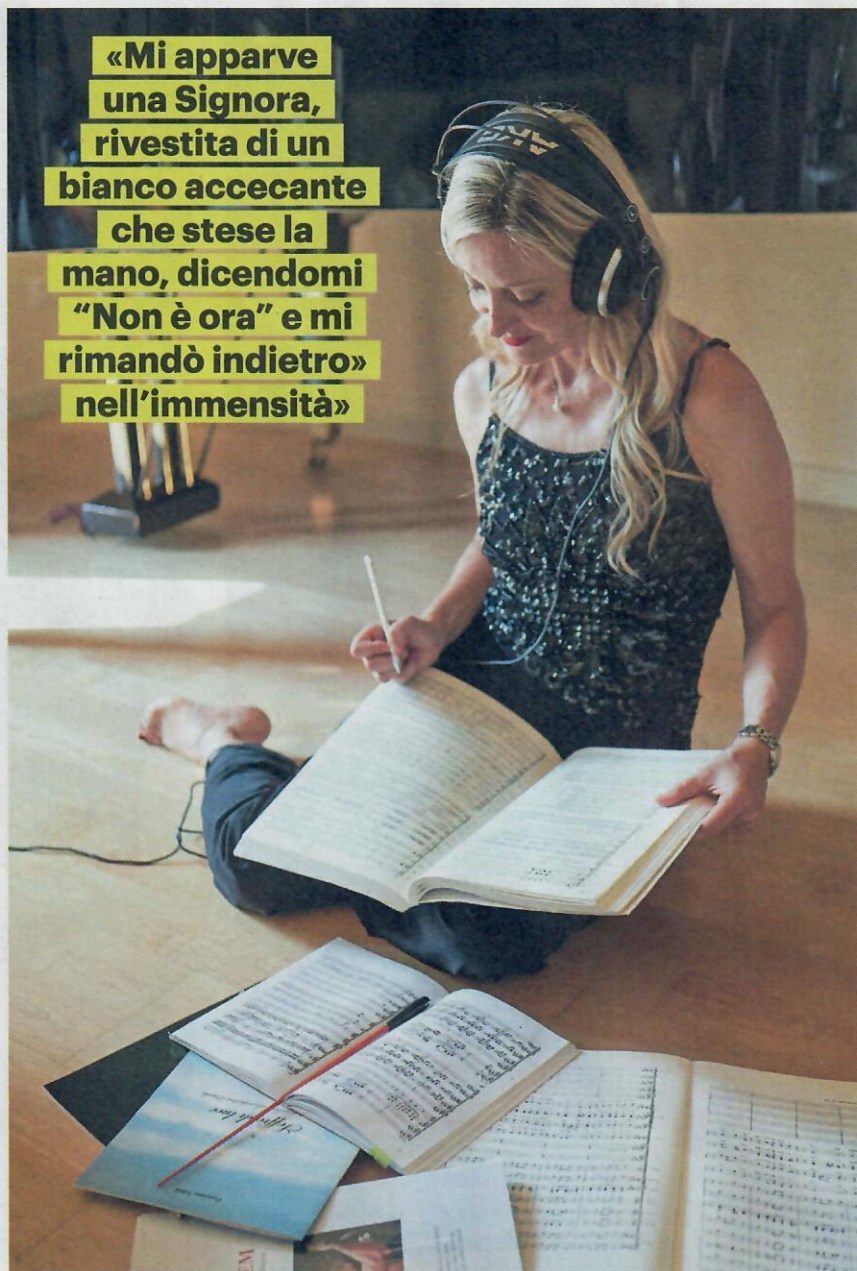 «Mi apparve
una Signora,
rivestita di un
bianco accecante
che stese la
mano, dicendomi
“Non è ora” e mi
rimandò indietro»
nell’immensità»
AKG